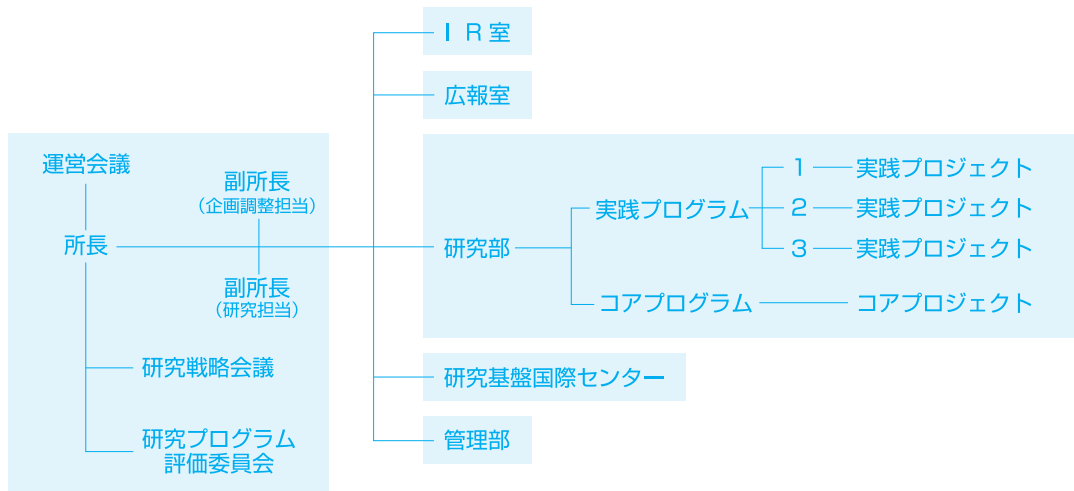 運営会議
副所長
（企画調整担当）
所長
副所長
（研究担当）
研究戦略会議
研究プログラム
評価委員会
ＩＲ室
広報室
研究部
実践プログラム
1 実践プロジェクト
2 実践プロジェクト
3 実践プロジェクト
コアプログラム
コアプロジェクト
研究基盤国際センター
管理部